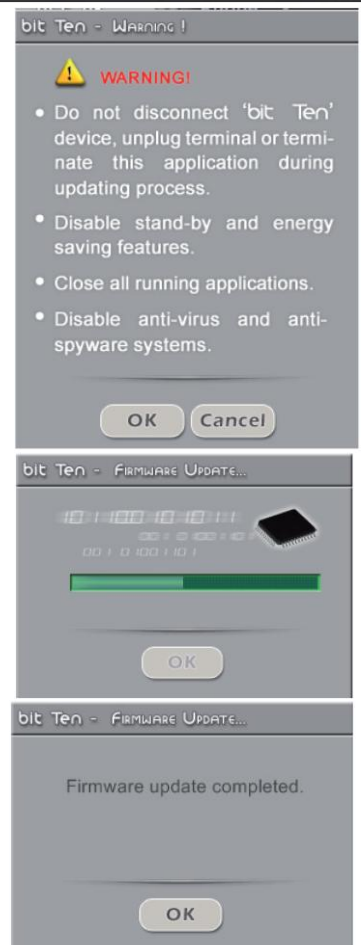 bit Ten - Warning !
WARNING!
• Do not disconnect 'bit Ten'
device, unplug terminal or termi-
nate this application during
updating process.
• Disable stand-by and energy
saving features.
• Close all running applications.
• Disable anti-virus and anti-
spyware systems.
OK Cancel
bit Ten - Firmware Update...
OK
bit Ten - Firmware Update...
Firmware update completed.
OK